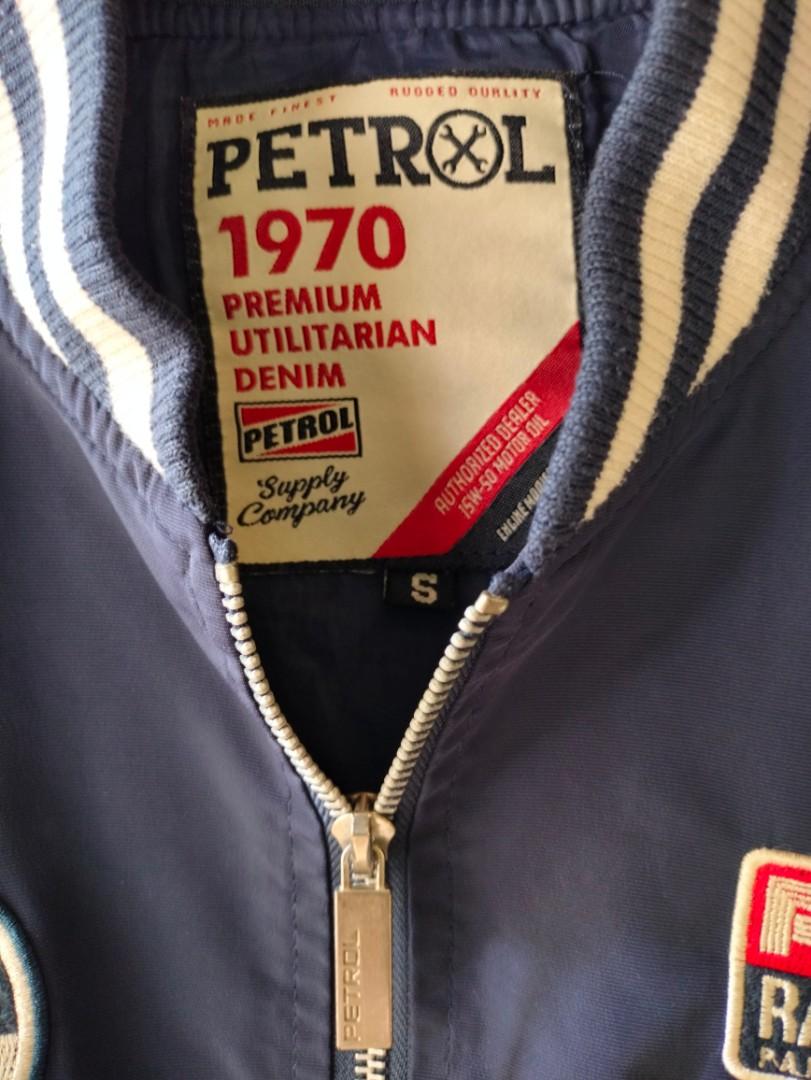 MADE FINEST RUGGED QUALITY
PETROL
1970
PREMIUM
UTILITARIAN
DENIM
PETROL
Supply
Company
AUTHORIZED DEALER
15W-50 MOTOR OIL
ENGINE
S
PETROL